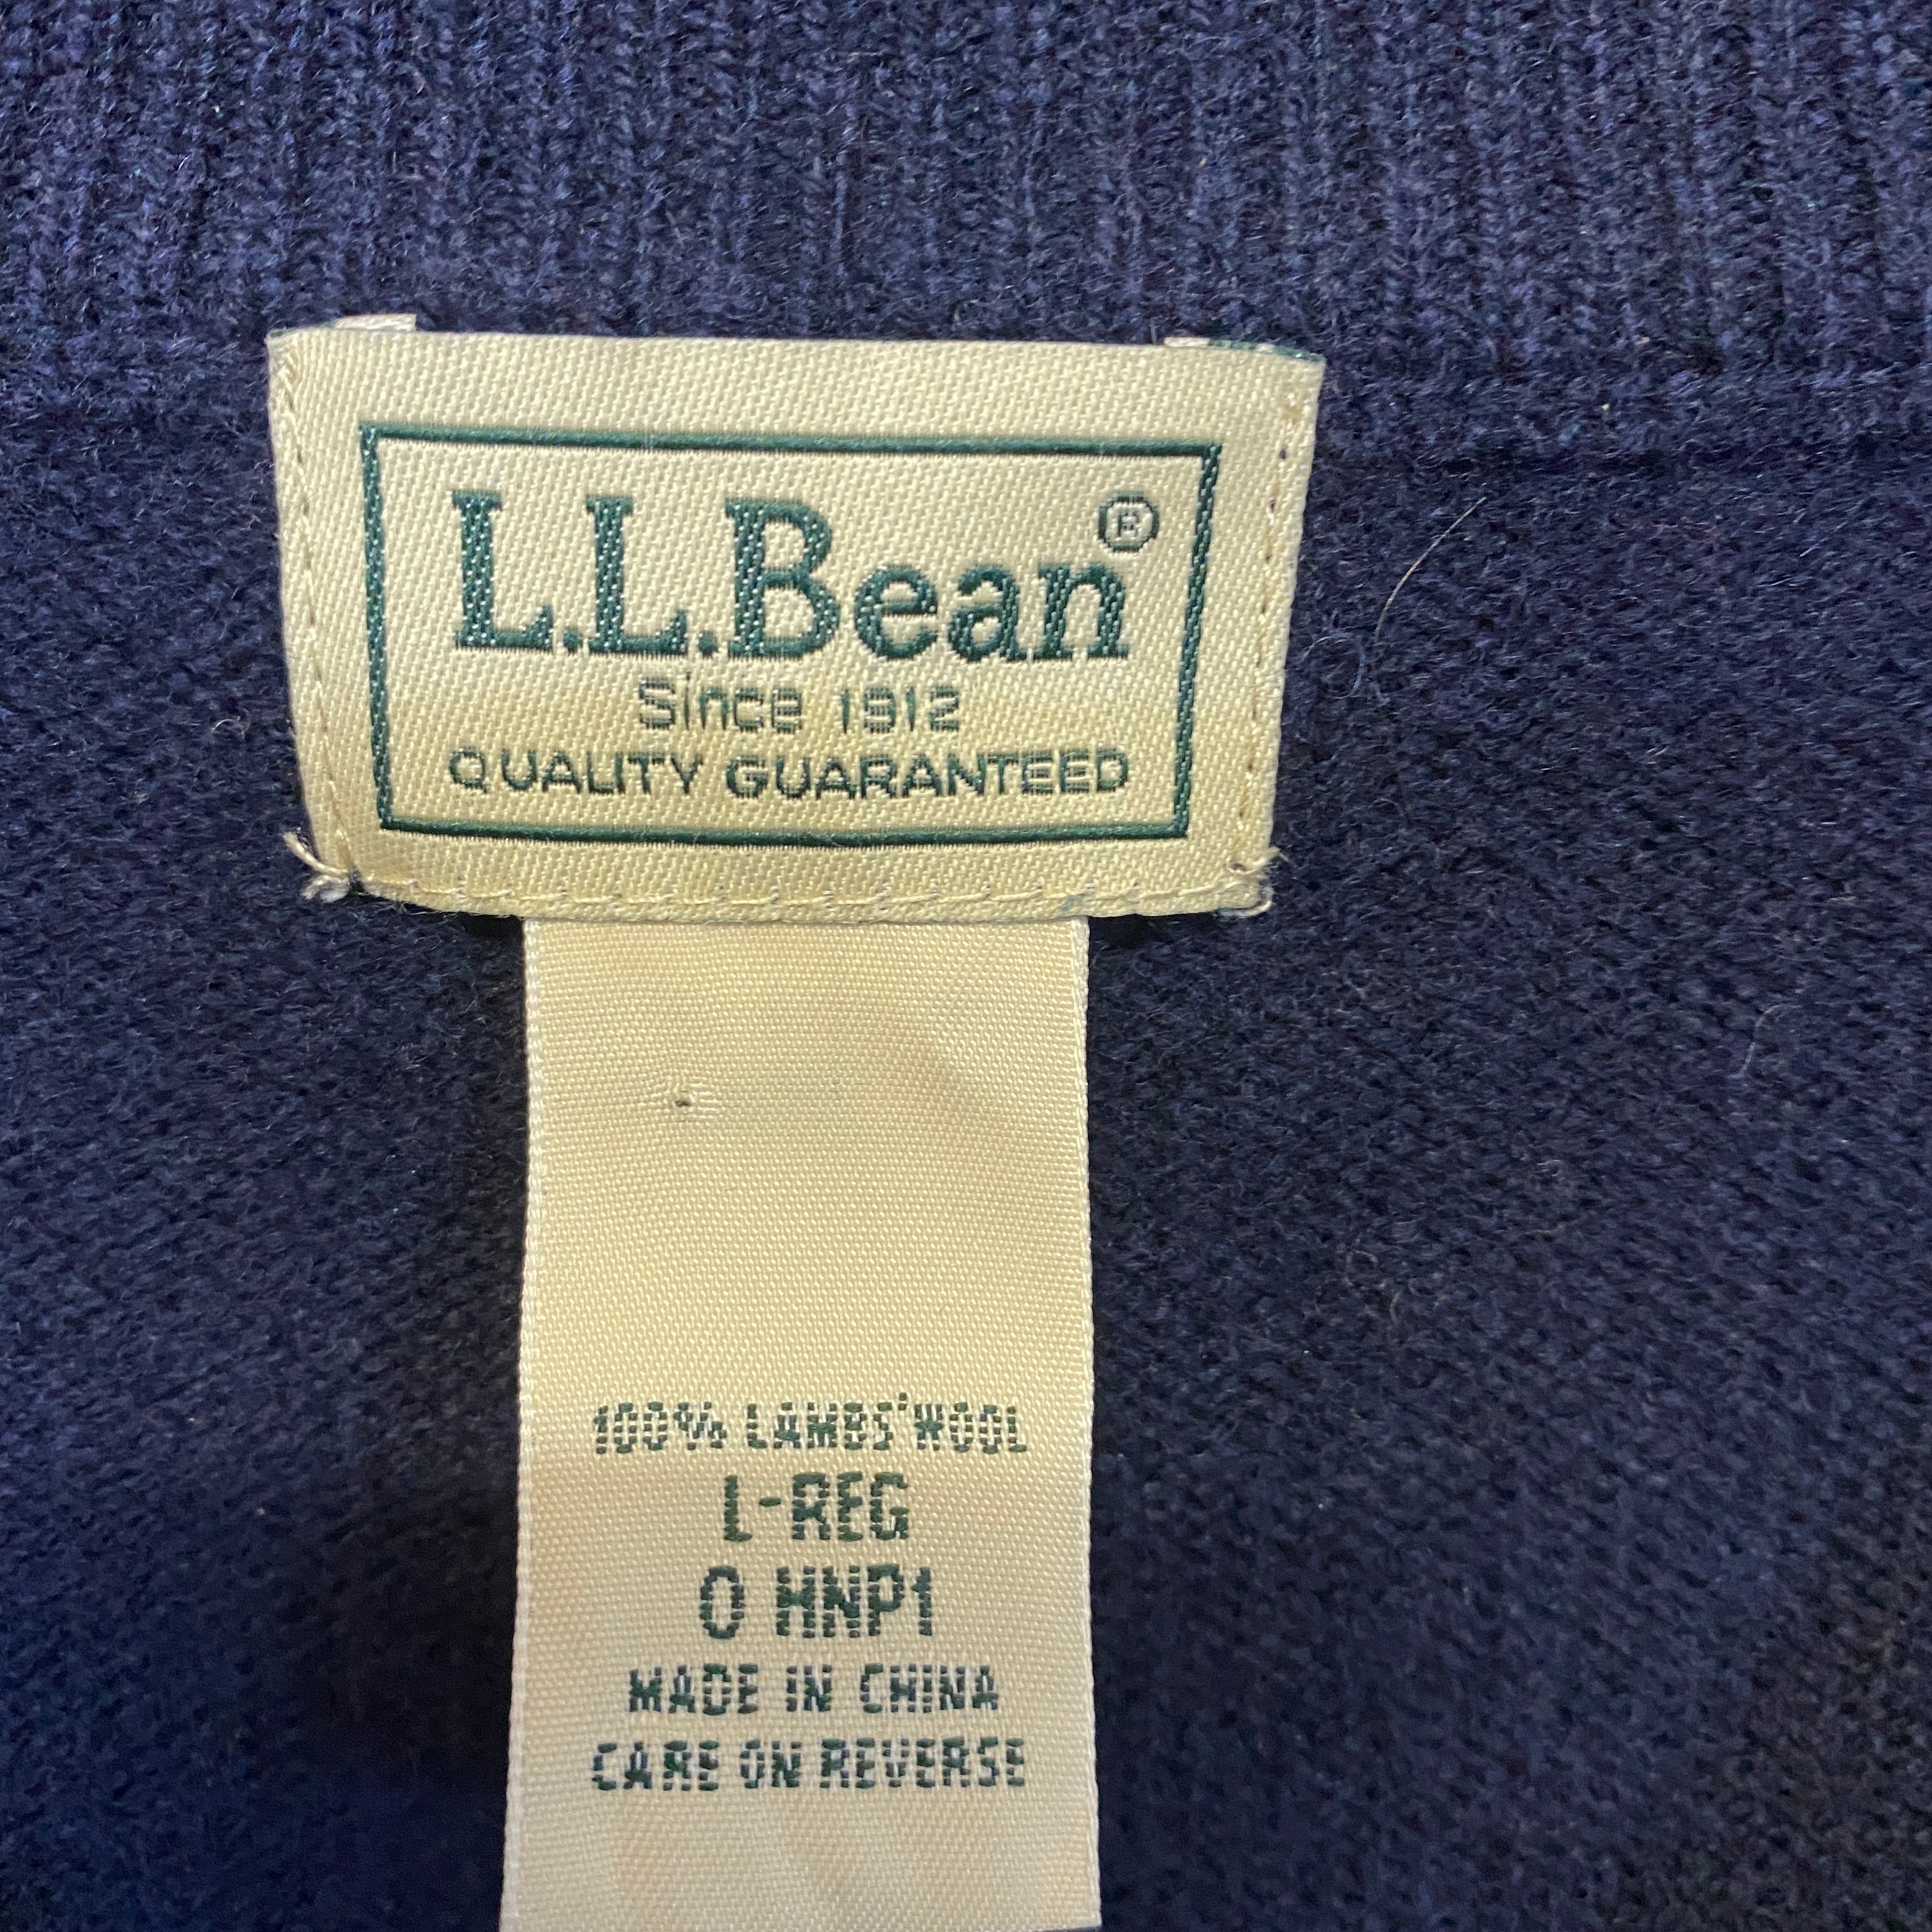 L.L.Bean®
Since 1912
QUALITY GUARANTEED
100% LAMBS' WOOL
L-REG
0 HNP1
MADE IN CHINA
CARE ON REVERSE